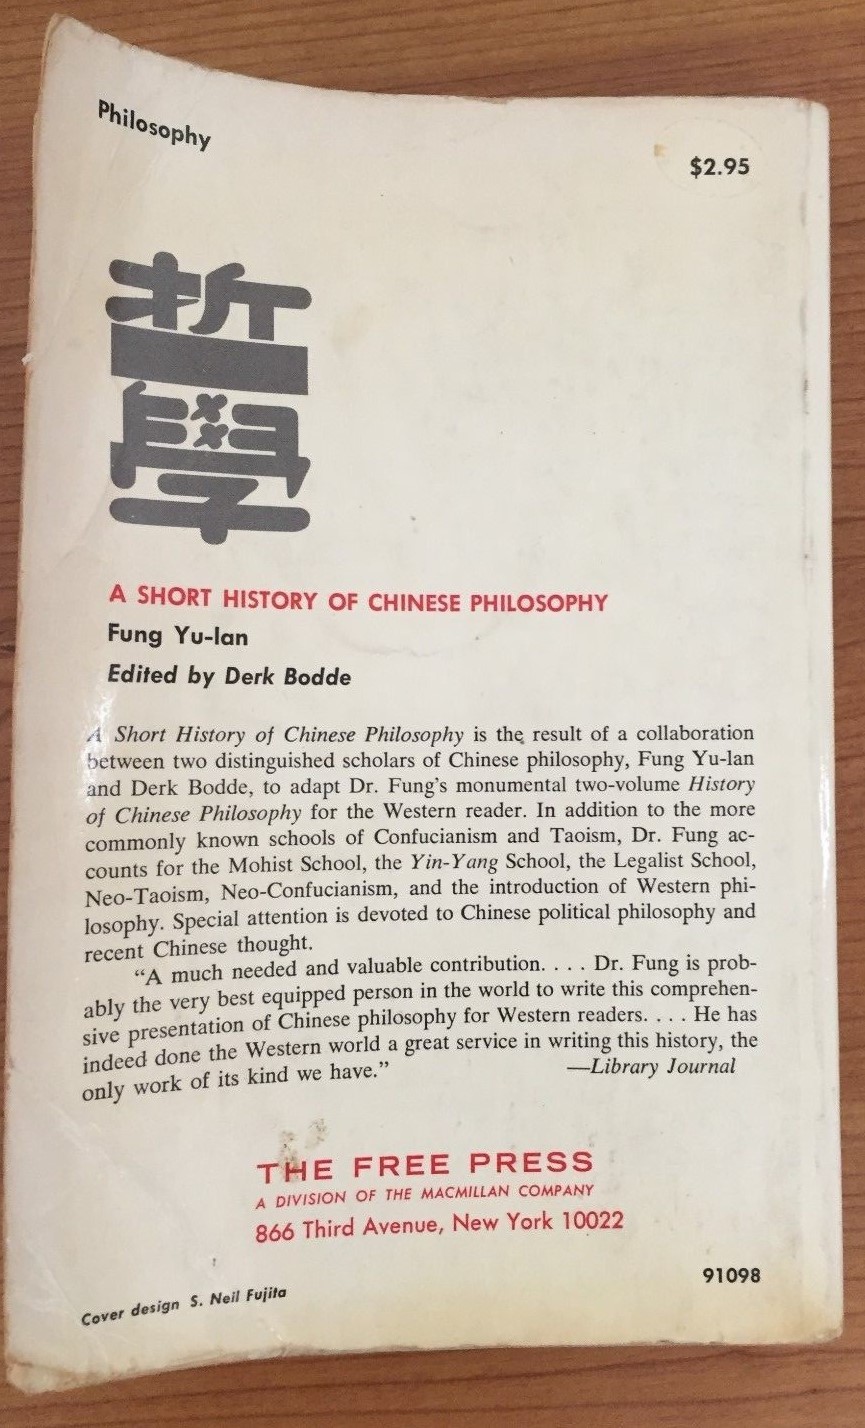 Philosophy
$2.95
哲
學
A SHORT HISTORY OF CHINESE PHILOSOPHY
Fung Yu-lan
Edited by Derk Bodde
A Short History of Chinese Philosophy is the result of a collaboration
between two distinguished scholars of Chinese philosophy, Fung Yu-lan
and Derk Bodde, to adapt Dr. Fung's monumental two-volume History
of Chinese Philosophy for the Western reader. In addition to the more
commonly known schools of Confucianism and Taoism, Dr. Fung ac-
counts for the Mohist School, the Yin-Yang School, the Legalist School,
Neo-Taoism, Neo-Confucianism, and the introduction of Western phi-
losophy. Special attention is devoted to Chinese political philosophy and
recent Chinese thought.
“A much needed and valuable contribution. . . . Dr. Fung is prob-
ably the very best equipped person in the world to write this comprehen-
sive presentation of Chinese philosophy for Western readers. . . . He has
indeed done the Western world a great service in writing this history, the
only work of its kind we have.” —Library Journal
THE FREE PRESS
A DIVISION OF THE MACMILLAN COMPANY
866 Third Avenue, New York 10022
91098
Cover design S. Neil Fujita